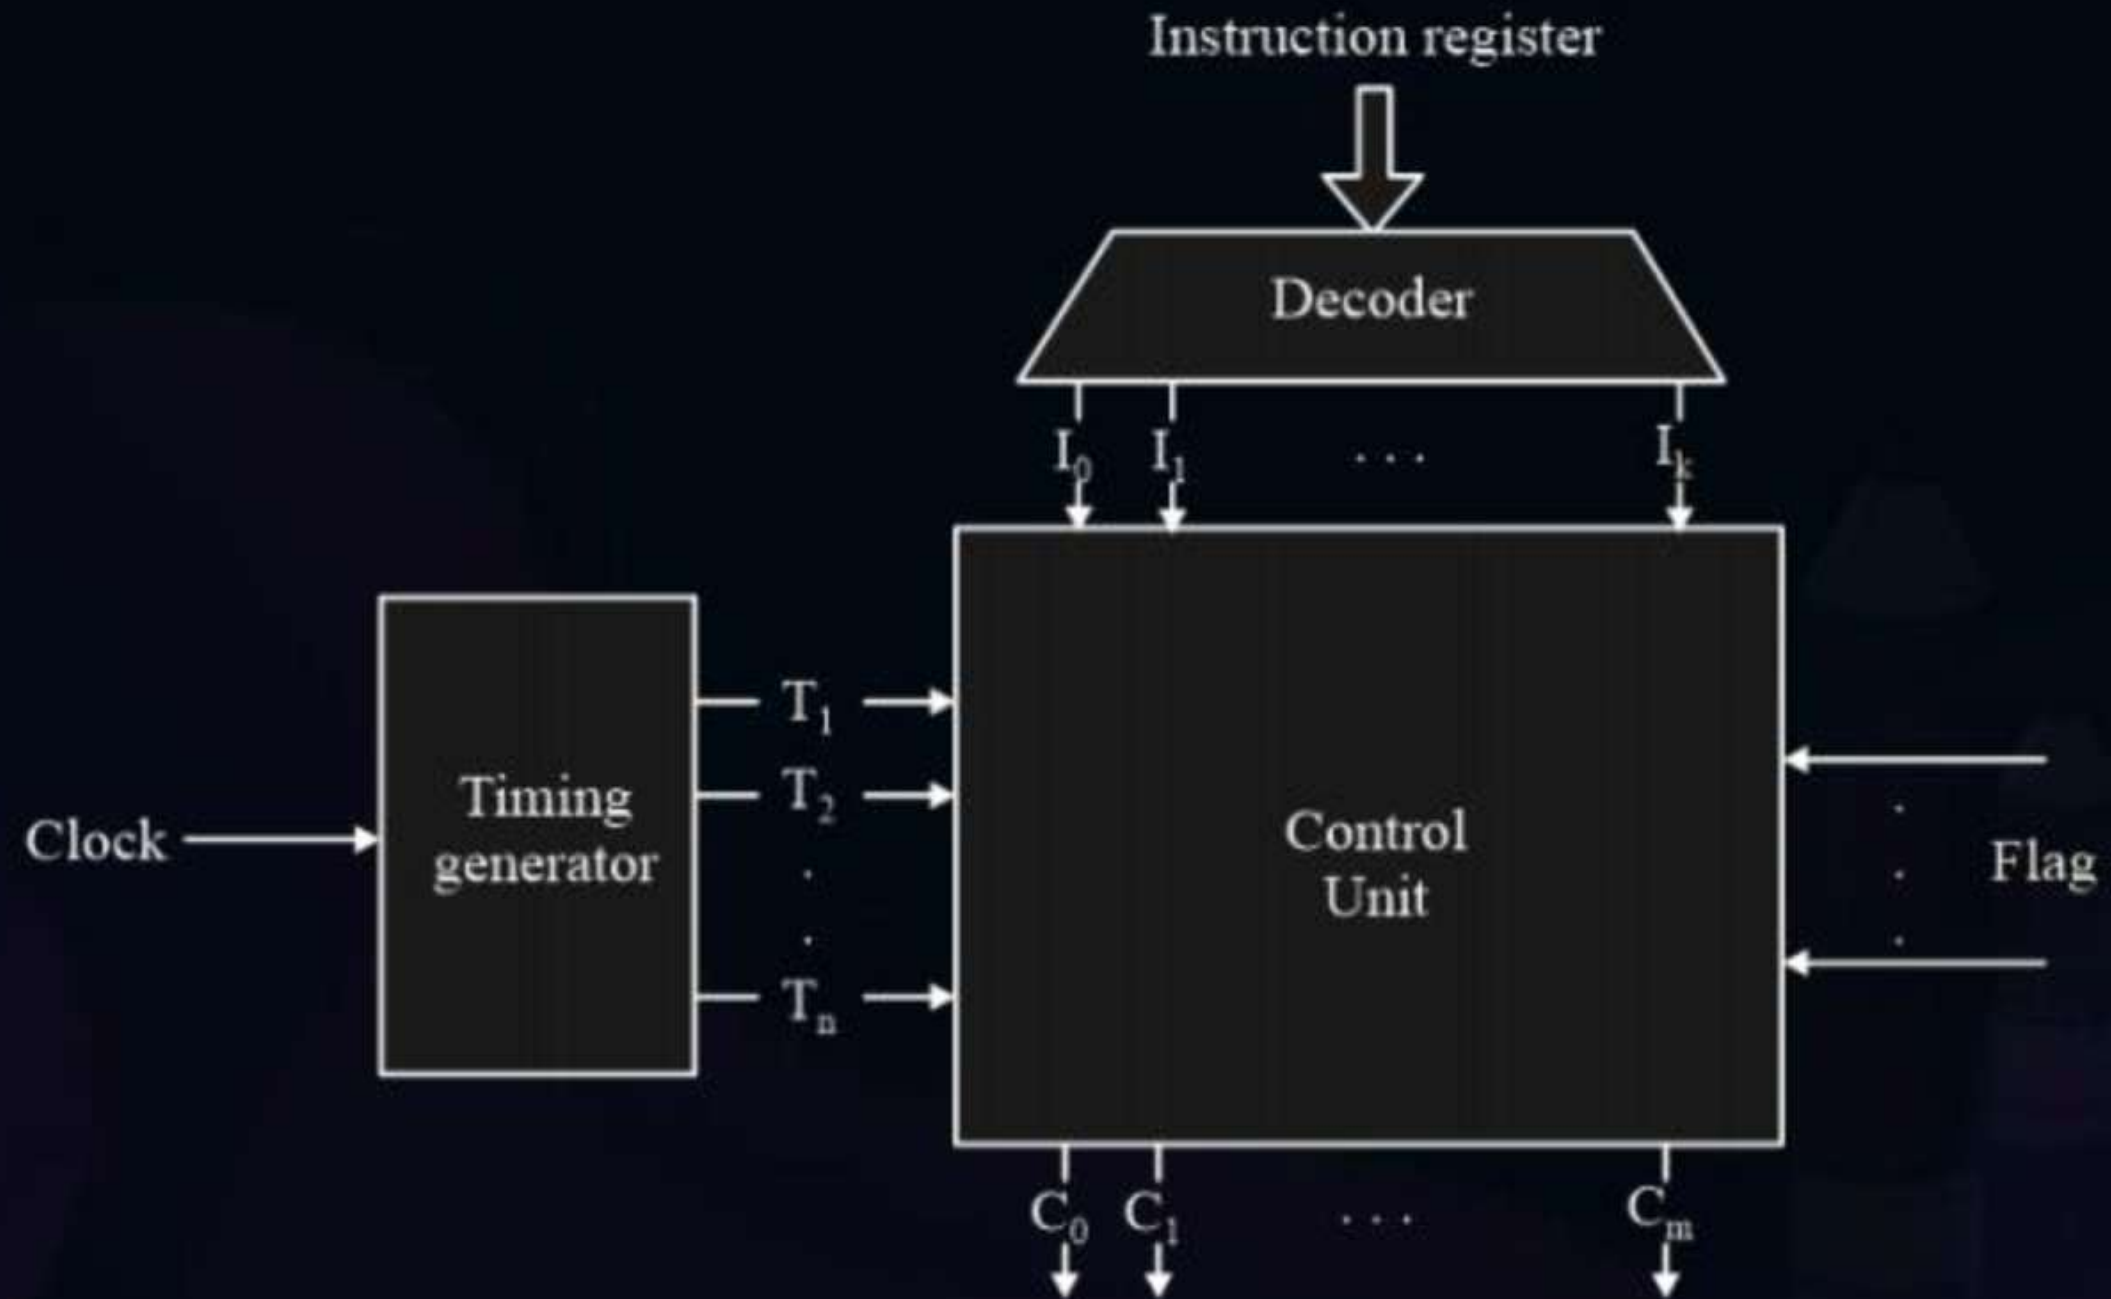 Instruction register
Decoder
I₀ I₁ ... Iₖ
T₁
Timing
generator
T₂
Clock
Control
Unit
Flag
Tₙ
C₀ C₁ ... Cₘ